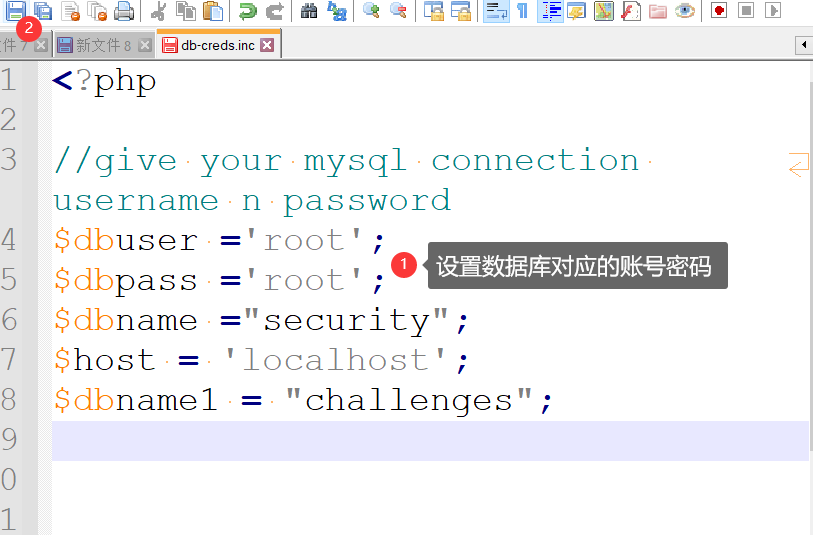 2
文件 7
新文件 8
db-creds.inc
1 <?php
2
3 //give your mysql connection
username n password
4 $dbuser ='root';
1 设置数据库对应的账号密码
5 $dbpass ='root';
6 $dbname ="security";
7 $host = 'localhost';
8 $dbname1 = "challenges";
9
0
1